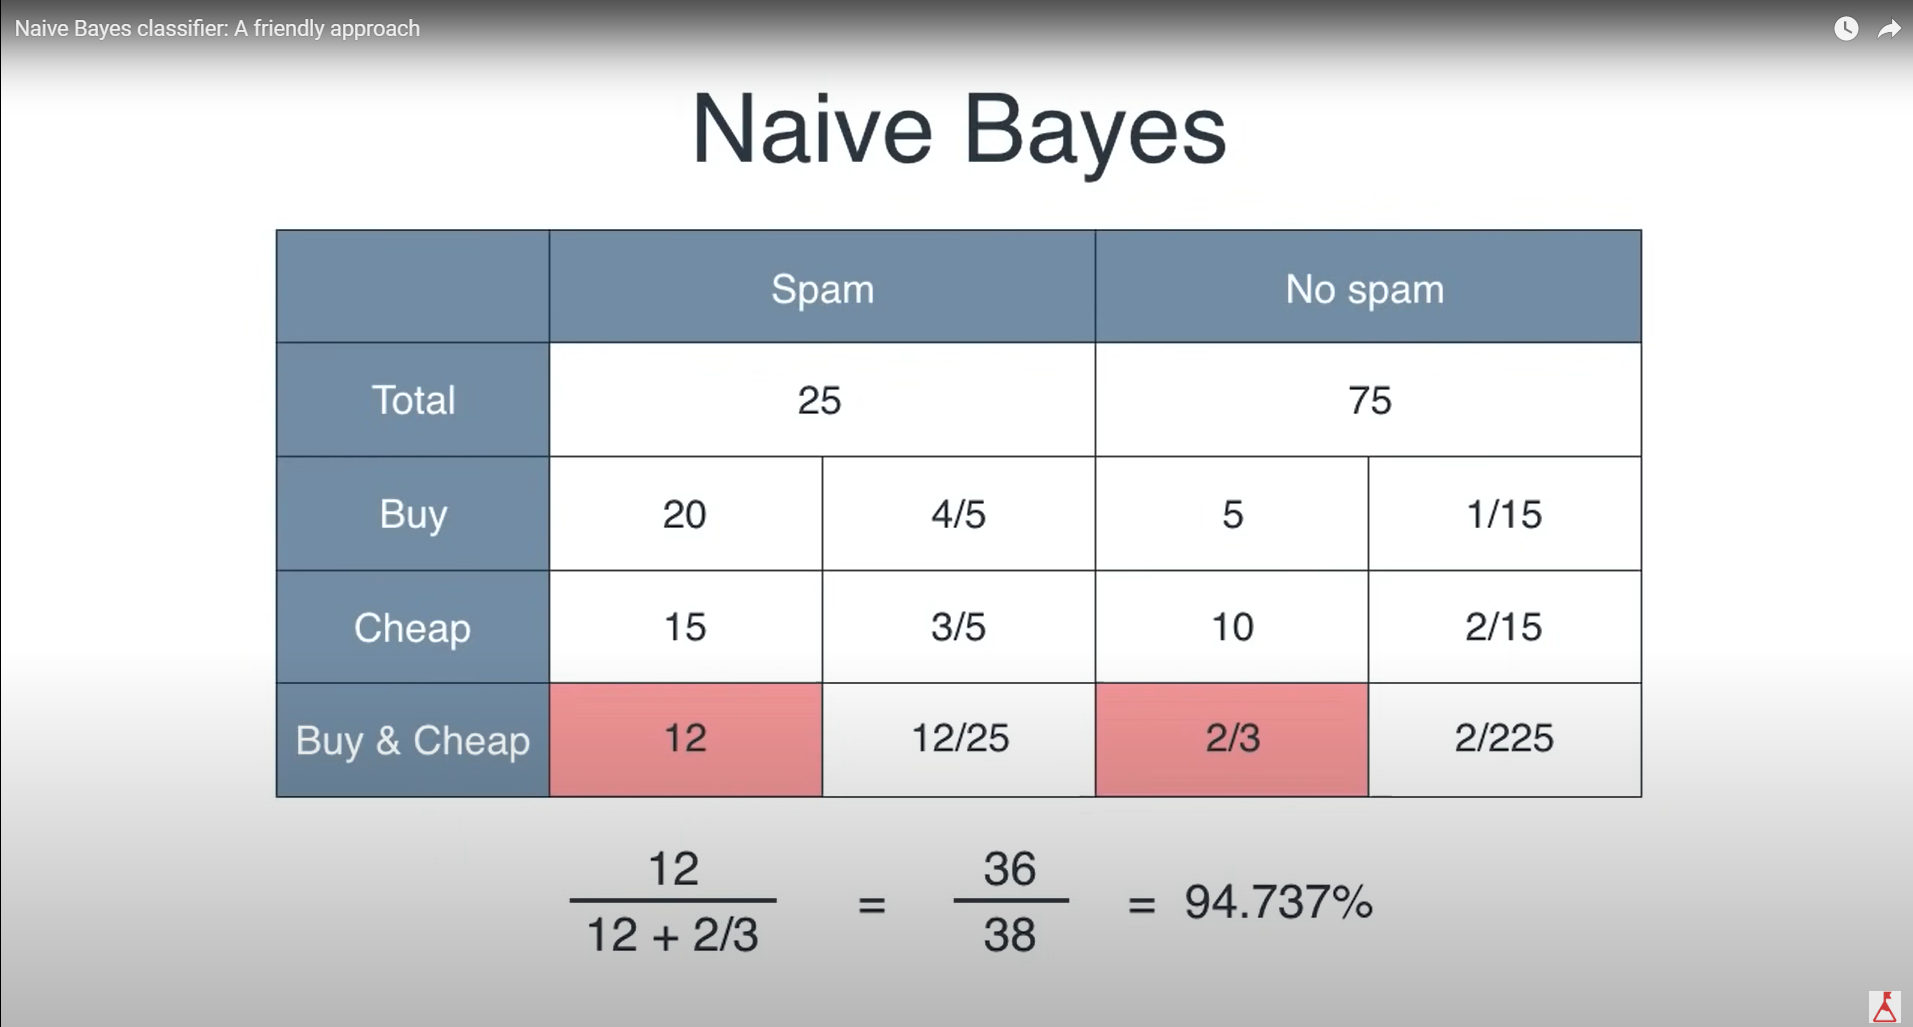 Naive Bayes classifier: A friendly approach
Naive Bayes
Spam No spam
Total 25 75
Buy 20 4/5 5 1/15
Cheap 15 3/5 10 2/15
Buy & Cheap 12 12/25 2/3 2/225
12 36
= = 94.737%
12 + 2/3 38